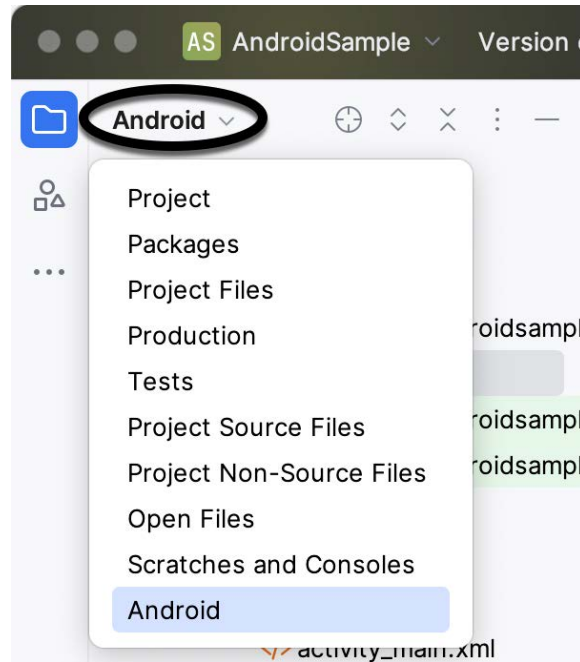 AS AndroidSample Version
Android
Project
Packages
Project Files
Production
roidsampl
Tests
Project Source Files
roidsampl
Project Non-Source Files
roidsampl
Open Files
Scratches and Consoles
Android
activity_main.xml